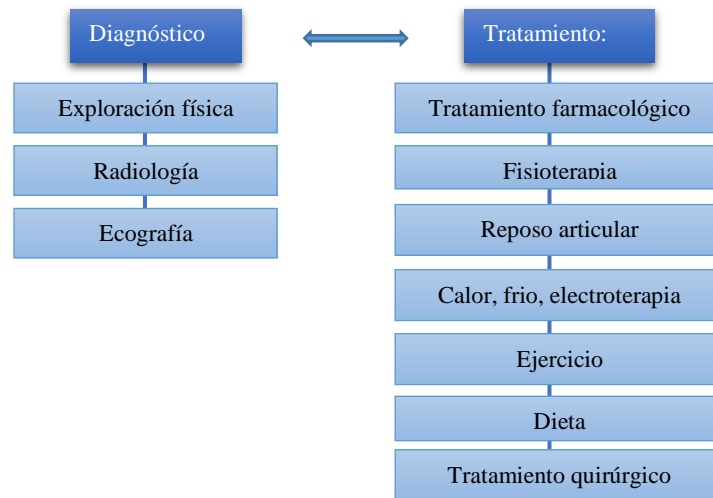 Diagnóstico
Exploración física
Radiología
Ecografía
Tratamiento:
Tratamiento farmacológico
Fisioterapia
Reposo articular
Calor, frio, electroterapia
Ejercicio
Dieta
Tratamiento quirúrgico